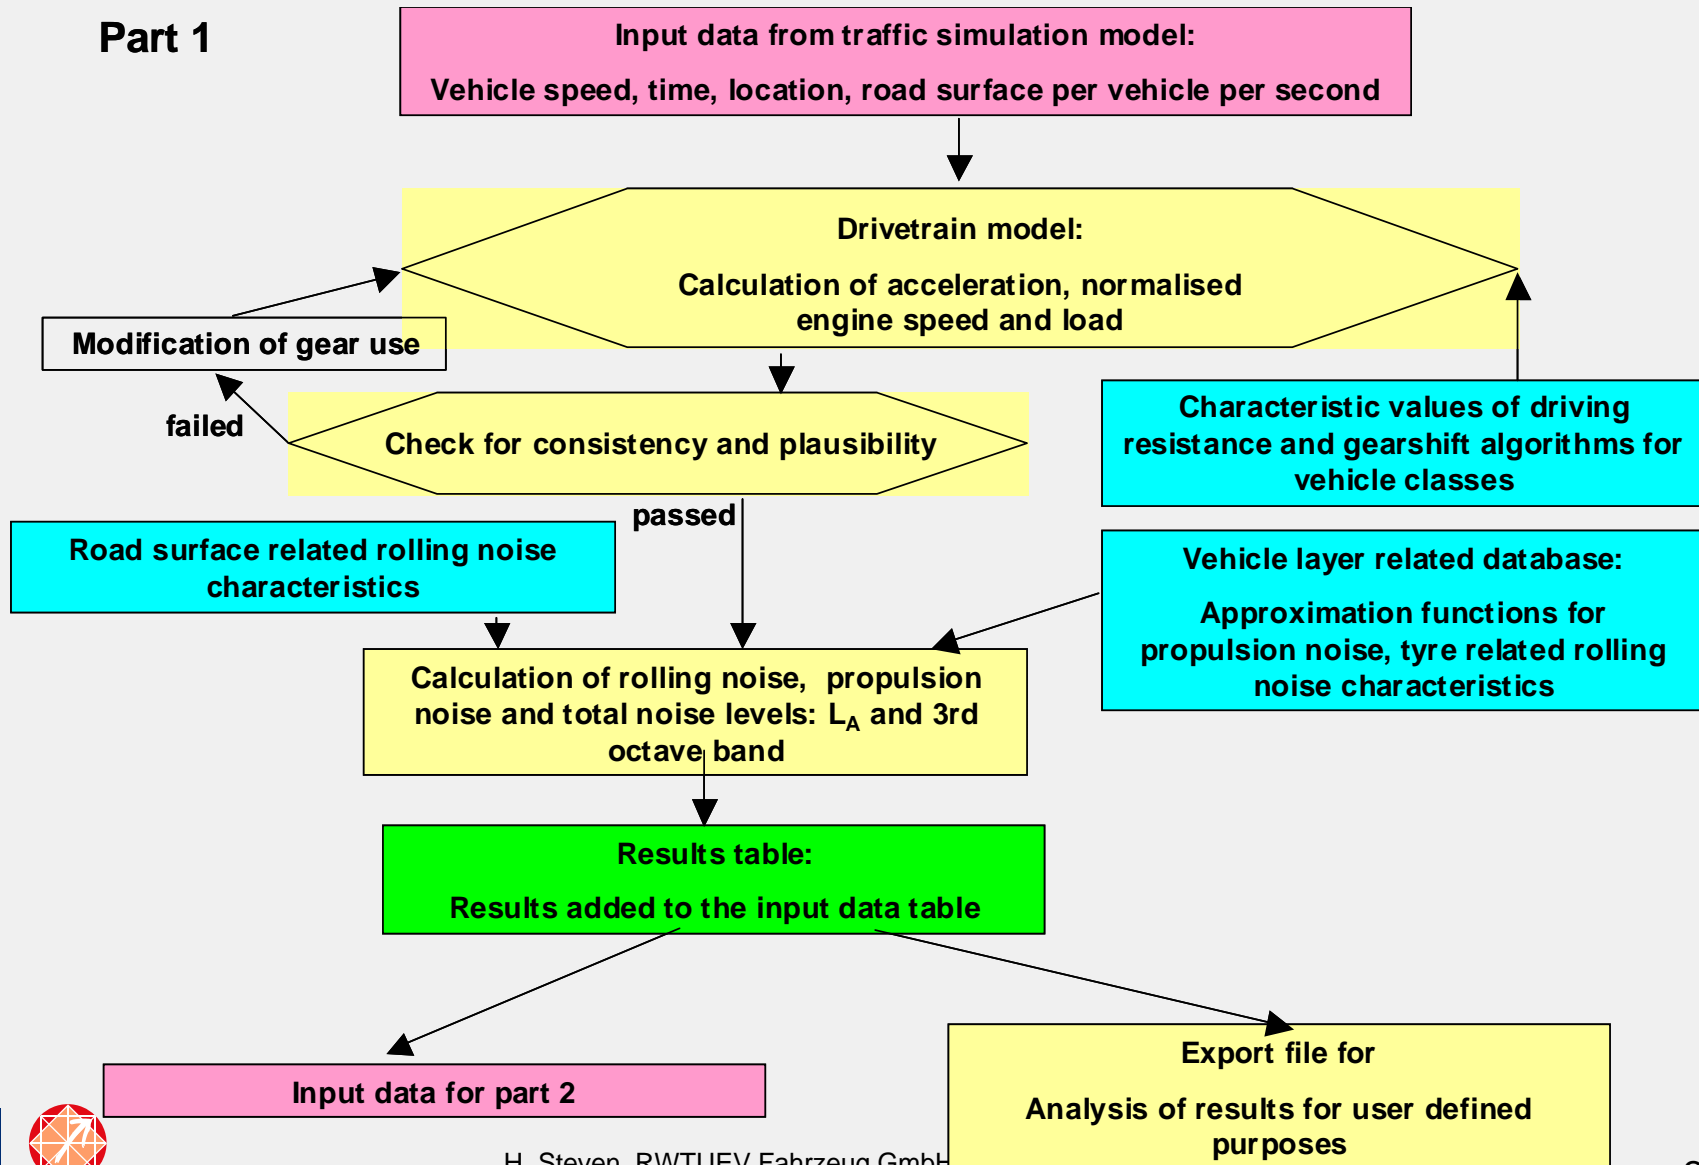 Part 1
Input data from traffic simulation model:
Vehicle speed, time, location, road surface per vehicle per second
Drivetrain model:
Calculation of acceleration, normalised
engine speed and load
Modification of gear use
failed
Check for consistency and plausibility
Characteristic values of driving
resistance and gearshift algorithms for
vehicle classes
passed
Road surface related rolling noise
characteristics
Vehicle layer related database:
Approximation functions for
propulsion noise, tyre related rolling
noise characteristics
Calculation of rolling noise, propulsion
noise and total noise levels: LA and 3rd
octave band
Results table:
Results added to the input data table
Input data for part 2
Export file for
Analysis of results for user defined
purposes
H. Steven, RWTUEV Fahrzeug GmbH